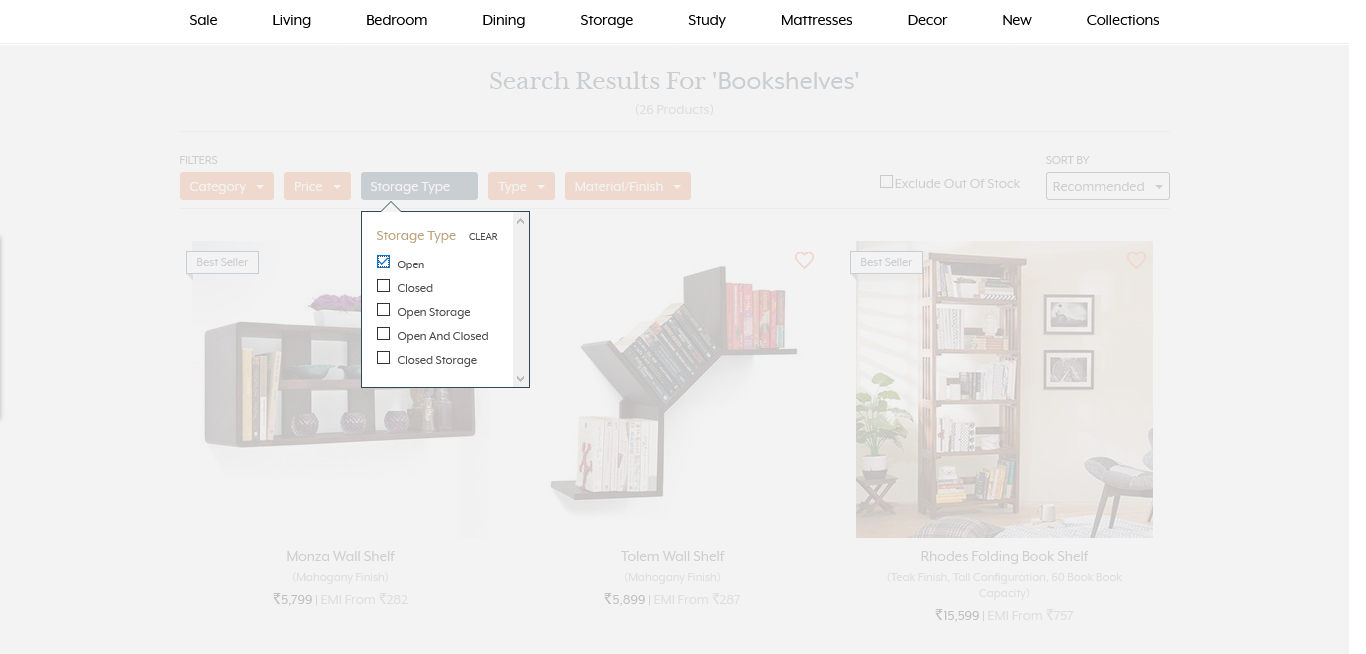 Sale Living Bedroom Dining Storage Study Mattresses Decor New Collections
Search Results For 'Bookshelves'
(26 Products)
FILTERS
SORT BY
Category Price Storage Type Type Material/Finish
Exclude Out Of Stock
Recommended
Storage Type CLEAR
Open
Closed
Open Storage
Open And Closed
Closed Storage
Best Seller
Best Seller
Monza Wall Shelf
(Mahogany Finish)
₹5,799 | EMI From ₹282
Tolem Wall Shelf
(Mahogany Finish)
₹5,899 | EMI From ₹287
Rhodes Folding Book Shelf
(Teak Finish, Tall Configuration, 60 Book Book
Capacity)
₹15,599 | EMI From ₹757